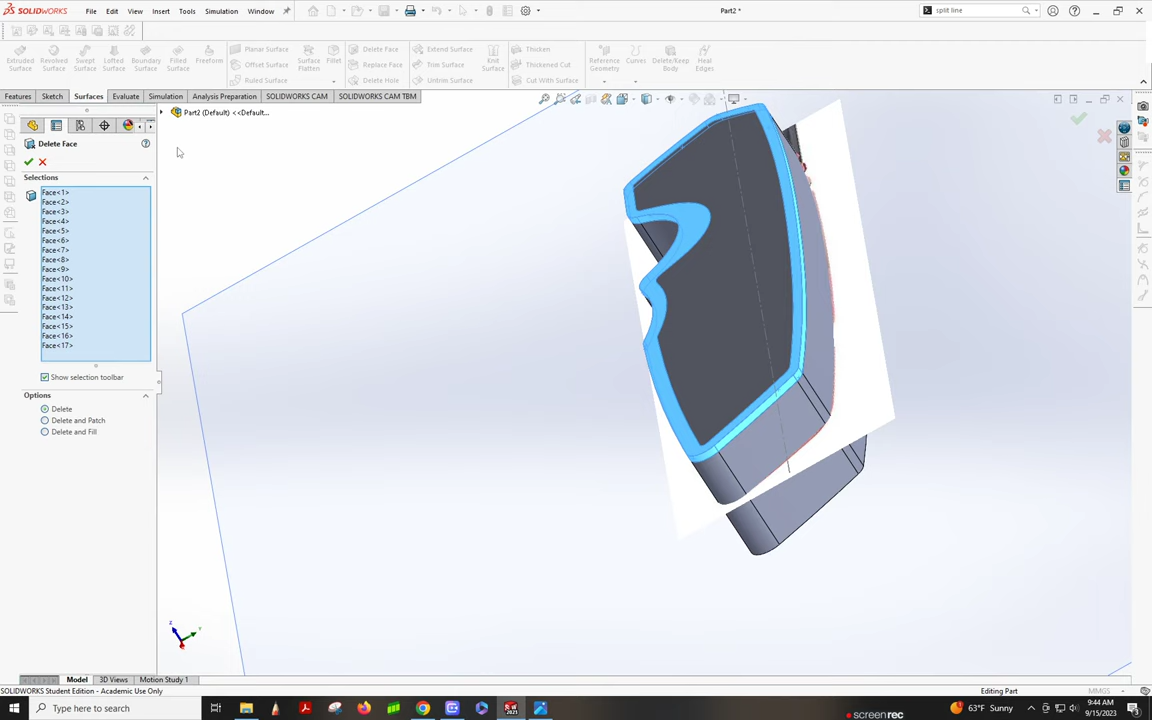 SOLIDWORKS File Edit View Insert Tools Simulation Window Part2 * split line
Extruded Surface Revolved Surface Swept Surface Lofted Surface Boundary Surface Filled Surface Freeform Planar Surface Offset Surface Ruled Surface Surface Flatten Fillet Delete Face Replace Face Delete Hole Extend Surface Trim Surface Untrim Surface Knit Surface Thicken Thickened Cut Cut With Surface Reference Geometry Curves Delete/Keep Body Heal Edges
Features Sketch Surfaces Evaluate Analysis Preparation SOLIDWORKS CAM SOLIDWORKS CAM TBM
Part2 (Default) <<Default...
Delete Face
Selections
Face<1>
Face<2>
Face<3>
Face<4>
Face<5>
Face<6>
Face<7>
Face<8>
Face<9>
Face<10>
Face<11>
Face<12>
Face<13>
Face<14>
Face<15>
Face<16>
Face<17>
Show selection toolbar
Options
Delete
Delete and Patch
Delete and Fill
Model 3D Views Motion Study 1
SOLIDWORKS Student Edition - Academic Use Only Editing Part MMGS
Type here to search 63°F Sunny 9:44 AM
9/15/2023
screenrec